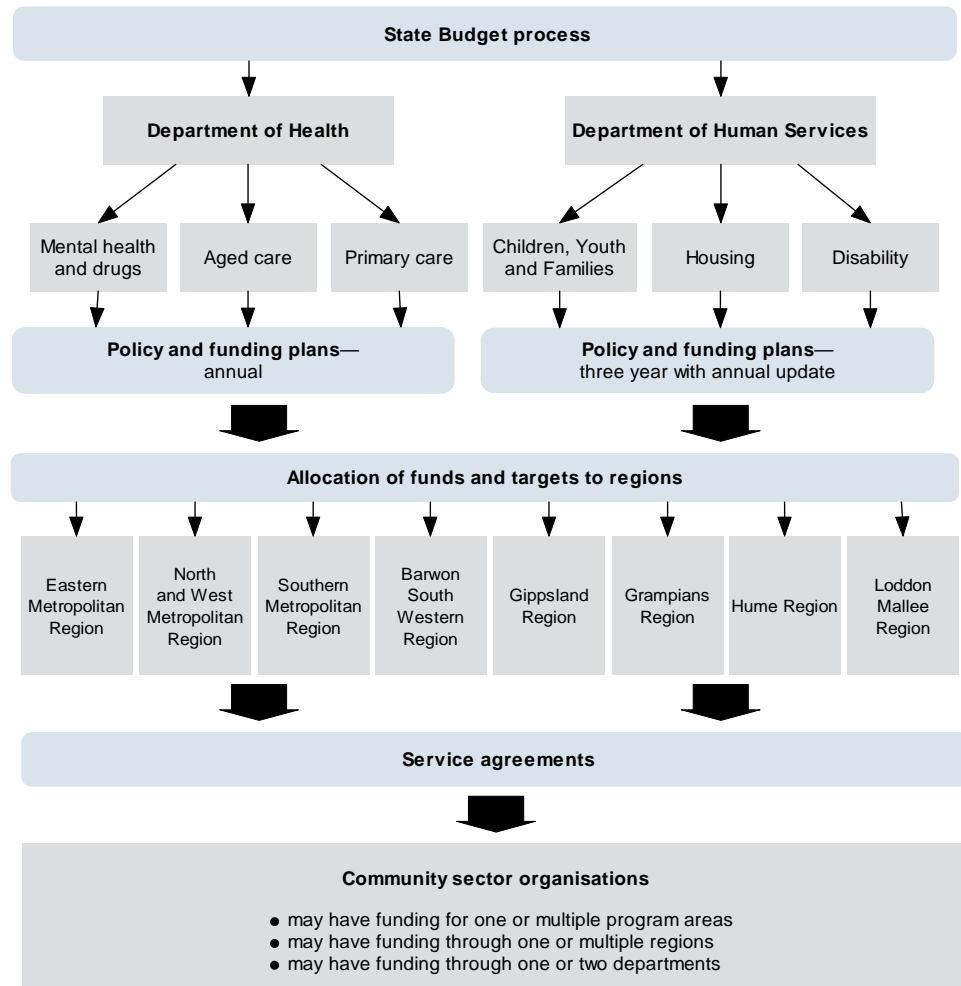 State Budget process
Department of Health
Department of Human Services
Mental health
and drugs
Aged care
Primary care
Children, Youth
and Families
Housing
Disability
Policy and funding plans—
annual
Policy and funding plans—
three year with annual update
Allocation of funds and targets to regions
Eastern
Metropolitan
Region
North
and West
Metropolitan
Region
Southern
Metropolitan
Region
Barwon
South
Western
Region
Gippsland
Region
Grampians
Region
Hume Region
Loddon
Mallee
Region
Service agreements
Community sector organisations
● may have funding for one or multiple program areas
● may have funding through one or multiple regions
● may have funding through one or two departments